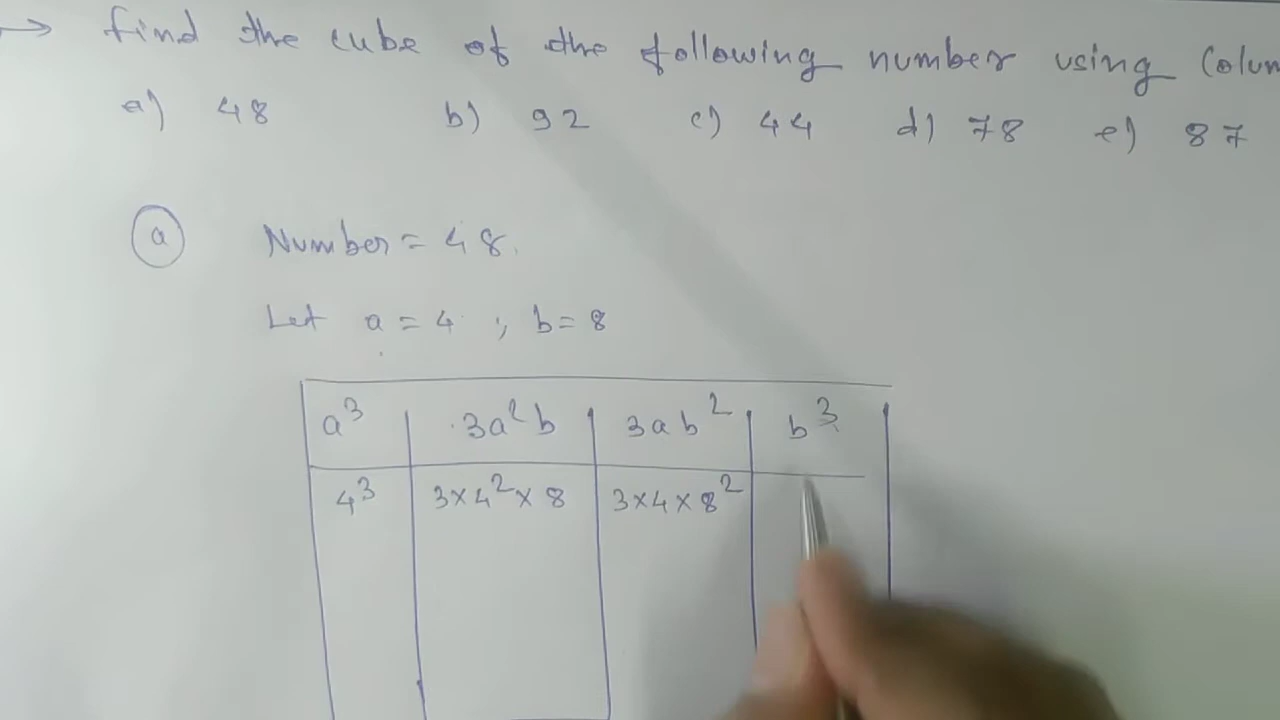 → find the cube of the following number using Colum
a) 48 b) 92 c) 44 d) 78 e) 87
a Number = 48.
Let a = 4 , b = 8
a³ 3a²b 3ab² b³
4³ 3×4²×8 3×4×8²